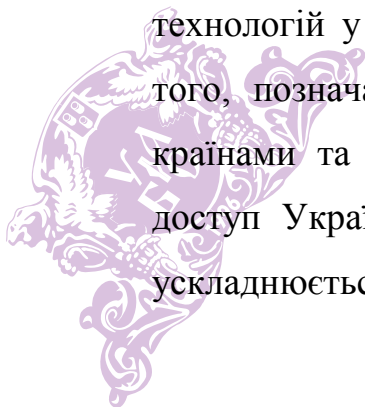 технологій у
того, познача
країнами та
доступ Украї
ускладнюєтьс